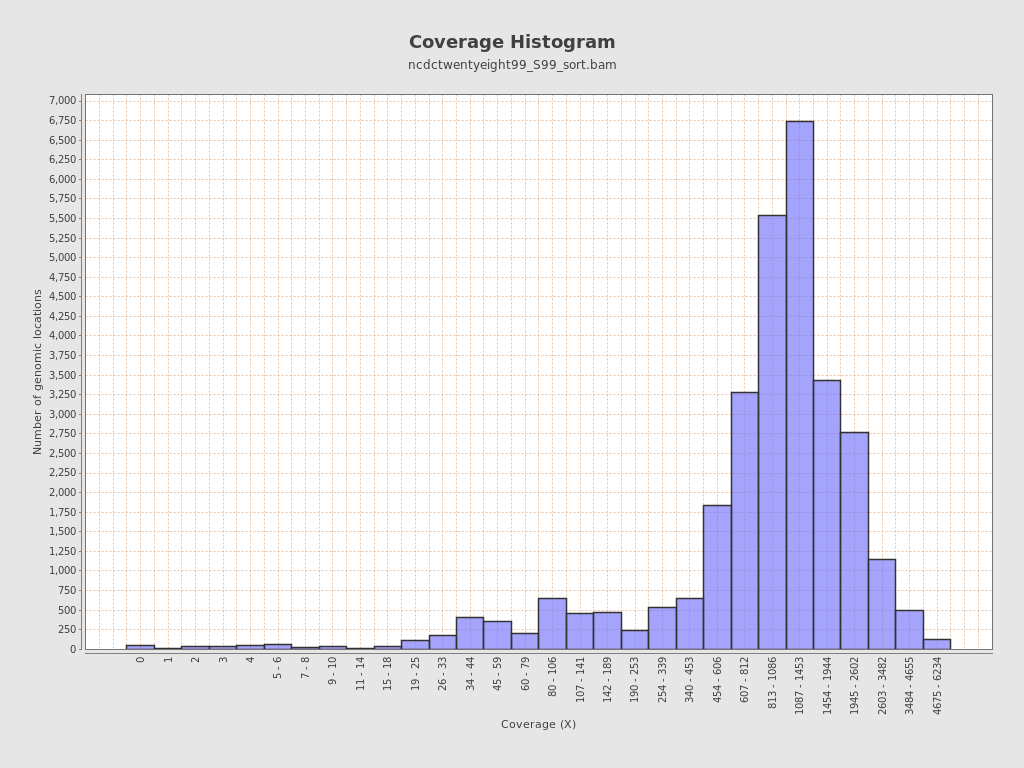 Coverage Histogram
ncdctwentyeight99_S99_sort.bam
Number of genomic locations
7,000
6,750
6,500
6,250
6,000
5,750
5,500
5,250
5,000
4,750
4,500
4,250
4,000
3,750
3,500
3,250
3,000
2,750
2,500
2,250
2,000
1,750
1,500
1,250
1,000
750
500
250
0
0
1
2
3
4
5 - 6
7 - 8
9 - 10
11 - 14
15 - 18
19 - 25
26 - 33
34 - 44
45 - 59
60 - 79
80 - 106
107 - 141
142 - 189
190 - 253
254 - 339
340 - 453
454 - 606
607 - 812
813 - 1086
1087 - 1453
1454 - 1944
1945 - 2602
2603 - 3482
3484 - 4655
4675 - 6234
Coverage (X)